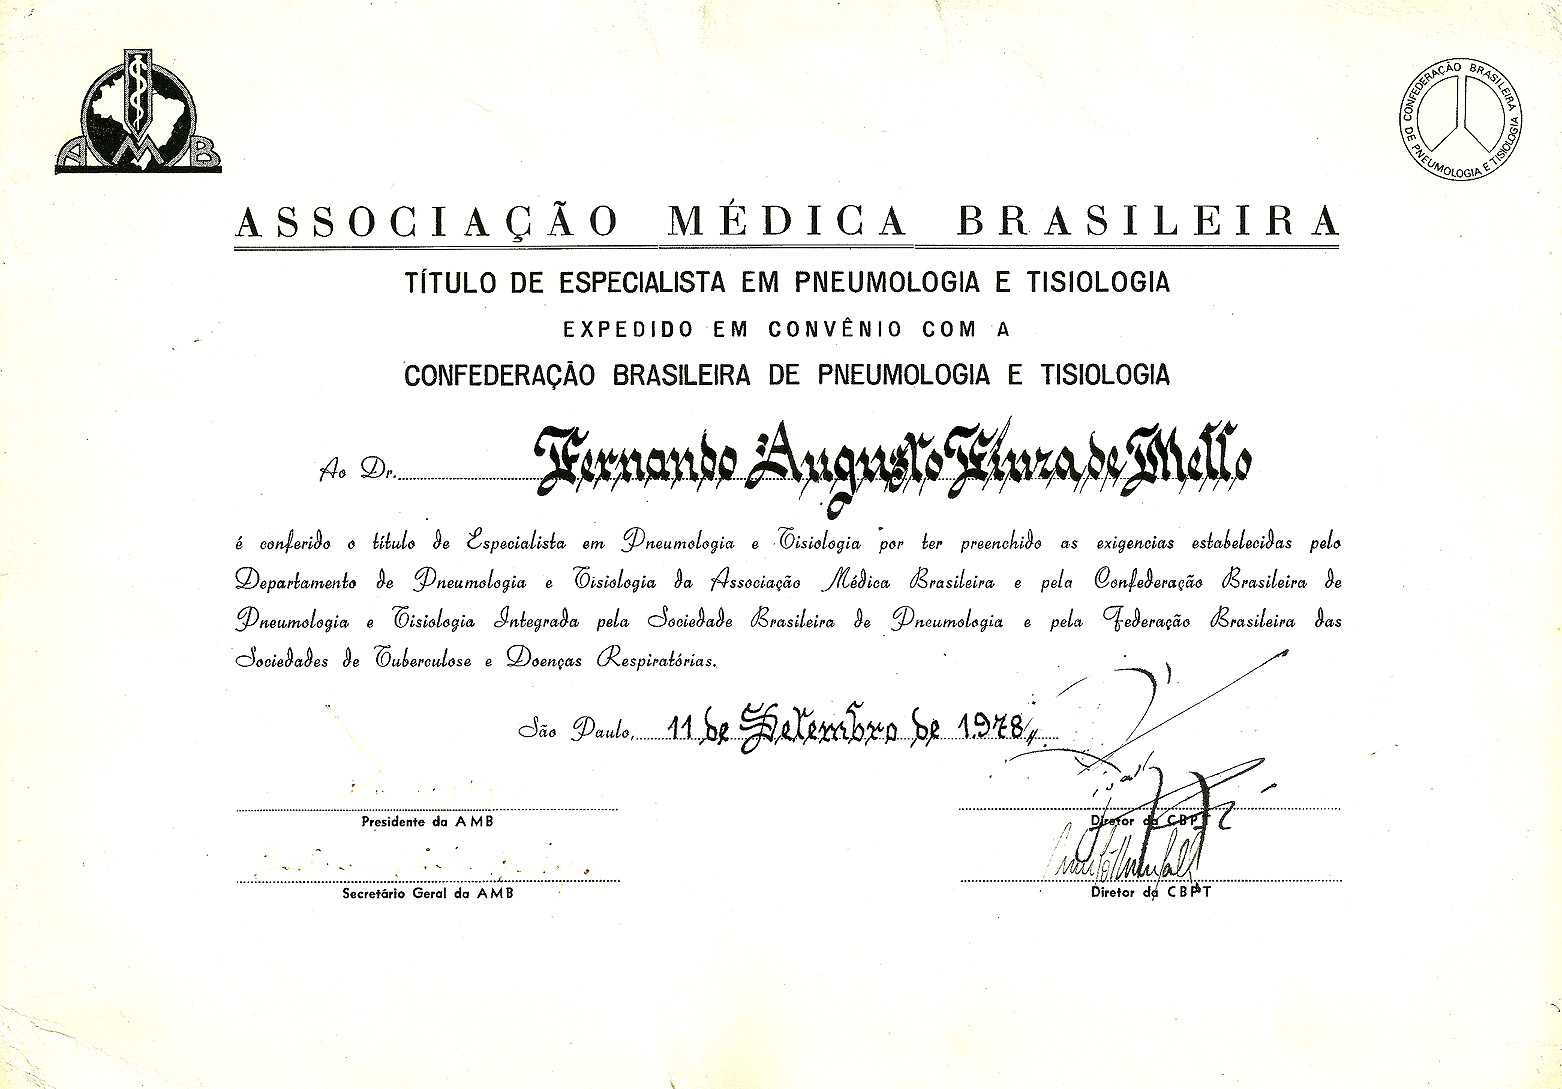 AMB
CONFEDERAÇÃO BRASILEIRA DE PNEUMOLOGIA E TISIOLOGIA
ASSOCIAÇÃO MÉDICA BRASILEIRA
TÍTULO DE ESPECIALISTA EM PNEUMOLOGIA E TISIOLOGIA
EXPEDIDO EM CONVÊNIO COM A
CONFEDERAÇÃO BRASILEIRA DE PNEUMOLOGIA E TISIOLOGIA
Ao Dr. Fernando Augusto Fiuza de Mello
é conferido o título de Especialista em Pneumologia e Tisiologia por ter preenchido as exigencias estabelecidas pelo
Departamento de Pneumologia e Tisiologia da Associação Médica Brasileira e pela Confederação Brasileira de
Pneumologia e Tisiologia Integrada pela Sociedade Brasileira de Pneumologia e pela Federação Brasileira das
Sociedades de Tuberculose e Doenças Respiratórias.
São Paulo, 11 de Setembro de 1978
Presidente da AMB
Diretor da CBPT
Secretário Geral da AMB
Diretor da CBPT